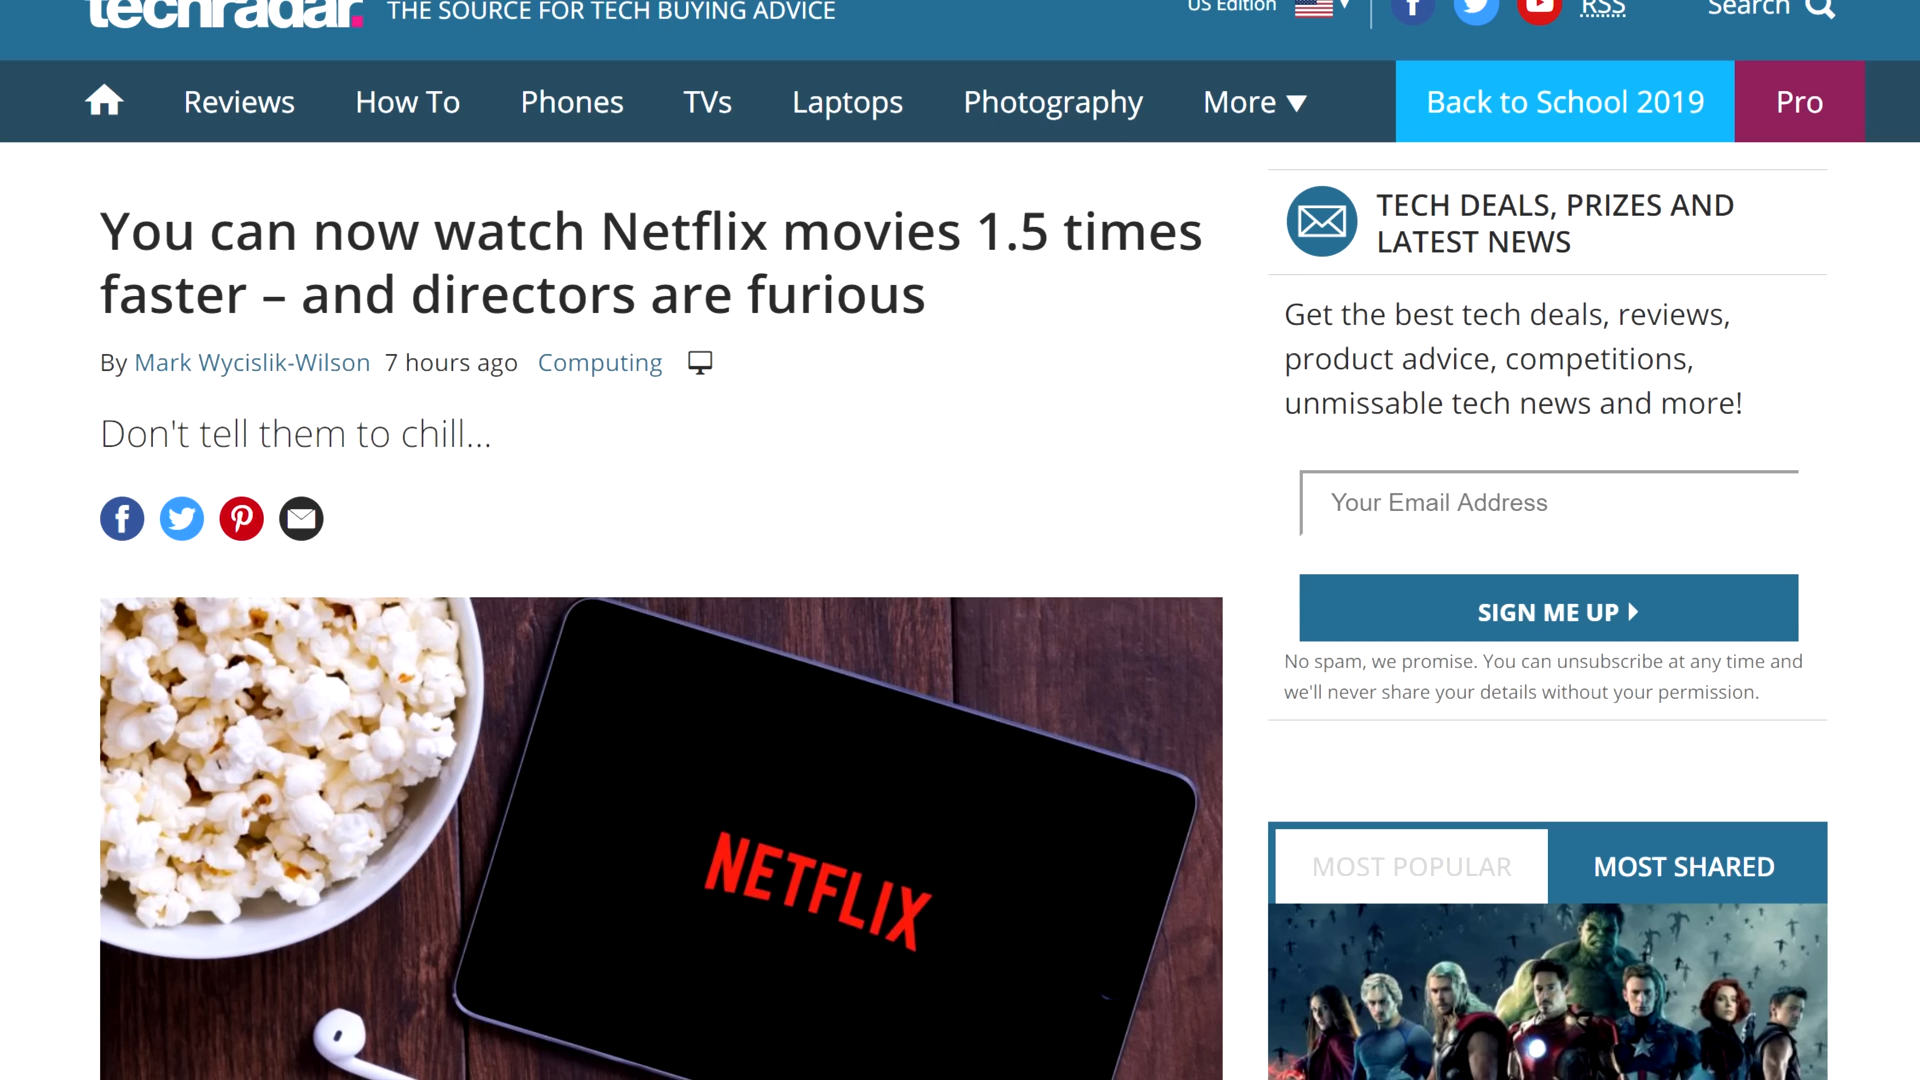 techradar. THE SOURCE FOR TECH BUYING ADVICE
US Edition RSS Search
Reviews How To Phones TVs Laptops Photography More Back to School 2019 Pro
You can now watch Netflix movies 1.5 times
faster – and directors are furious
By Mark Wycislik-Wilson 7 hours ago Computing
Don't tell them to chill...
NETFLIX
TECH DEALS, PRIZES AND
LATEST NEWS
Get the best tech deals, reviews,
product advice, competitions,
unmissable tech news and more!
Your Email Address
SIGN ME UP
No spam, we promise. You can unsubscribe at any time and
we'll never share your details without your permission.
MOST POPULAR MOST SHARED